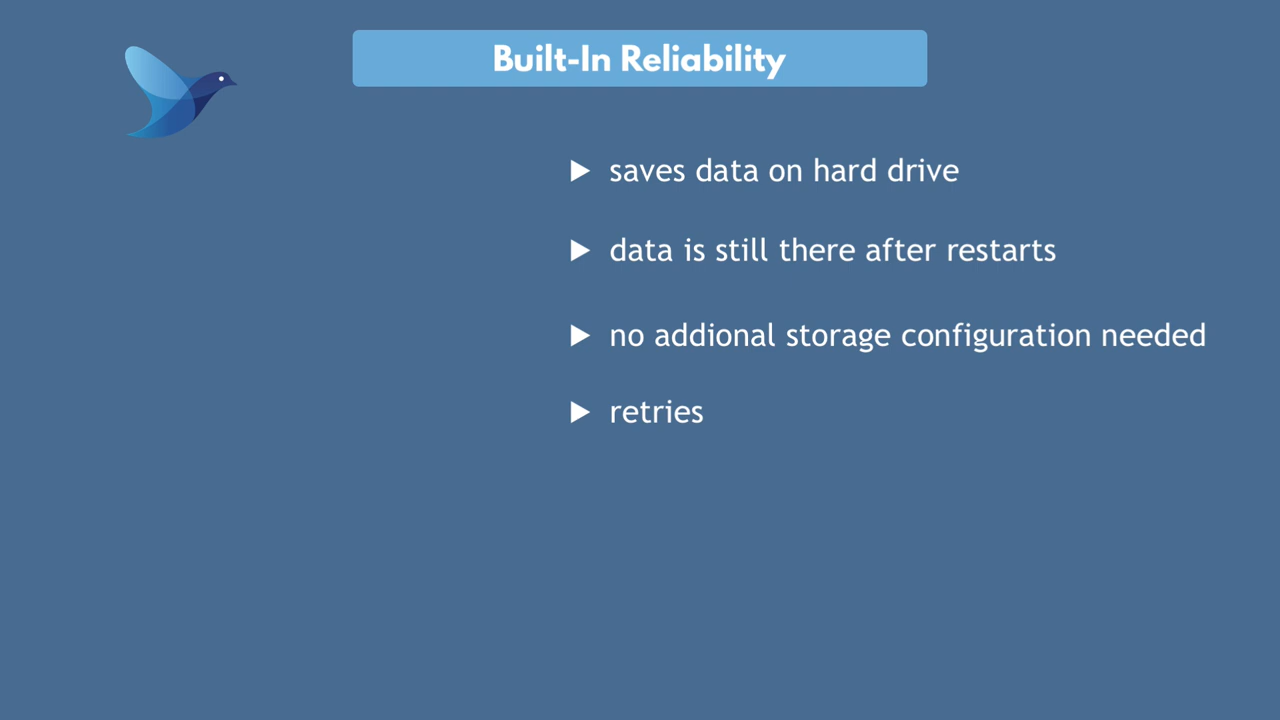 Built-In Reliability
saves data on hard drive
data is still there after restarts
no addional storage configuration needed
retries